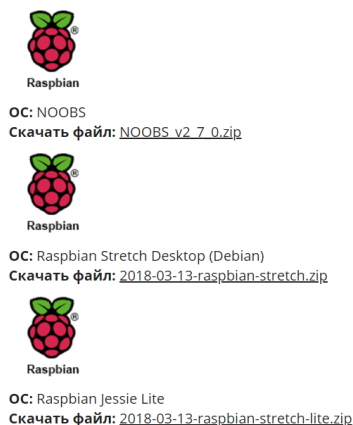 ®
Raspbian
ОС: NOOBS
Скачать файл: NOOBS_v2_7_0.zip
®
Raspbian
ОС: Raspbian Stretch Desktop (Debian)
Скачать файл: 2018-03-13-raspbian-stretch.zip
®
Raspbian
ОС: Raspbian Jessie Lite
Скачать файл: 2018-03-13-raspbian-stretch-lite.zip